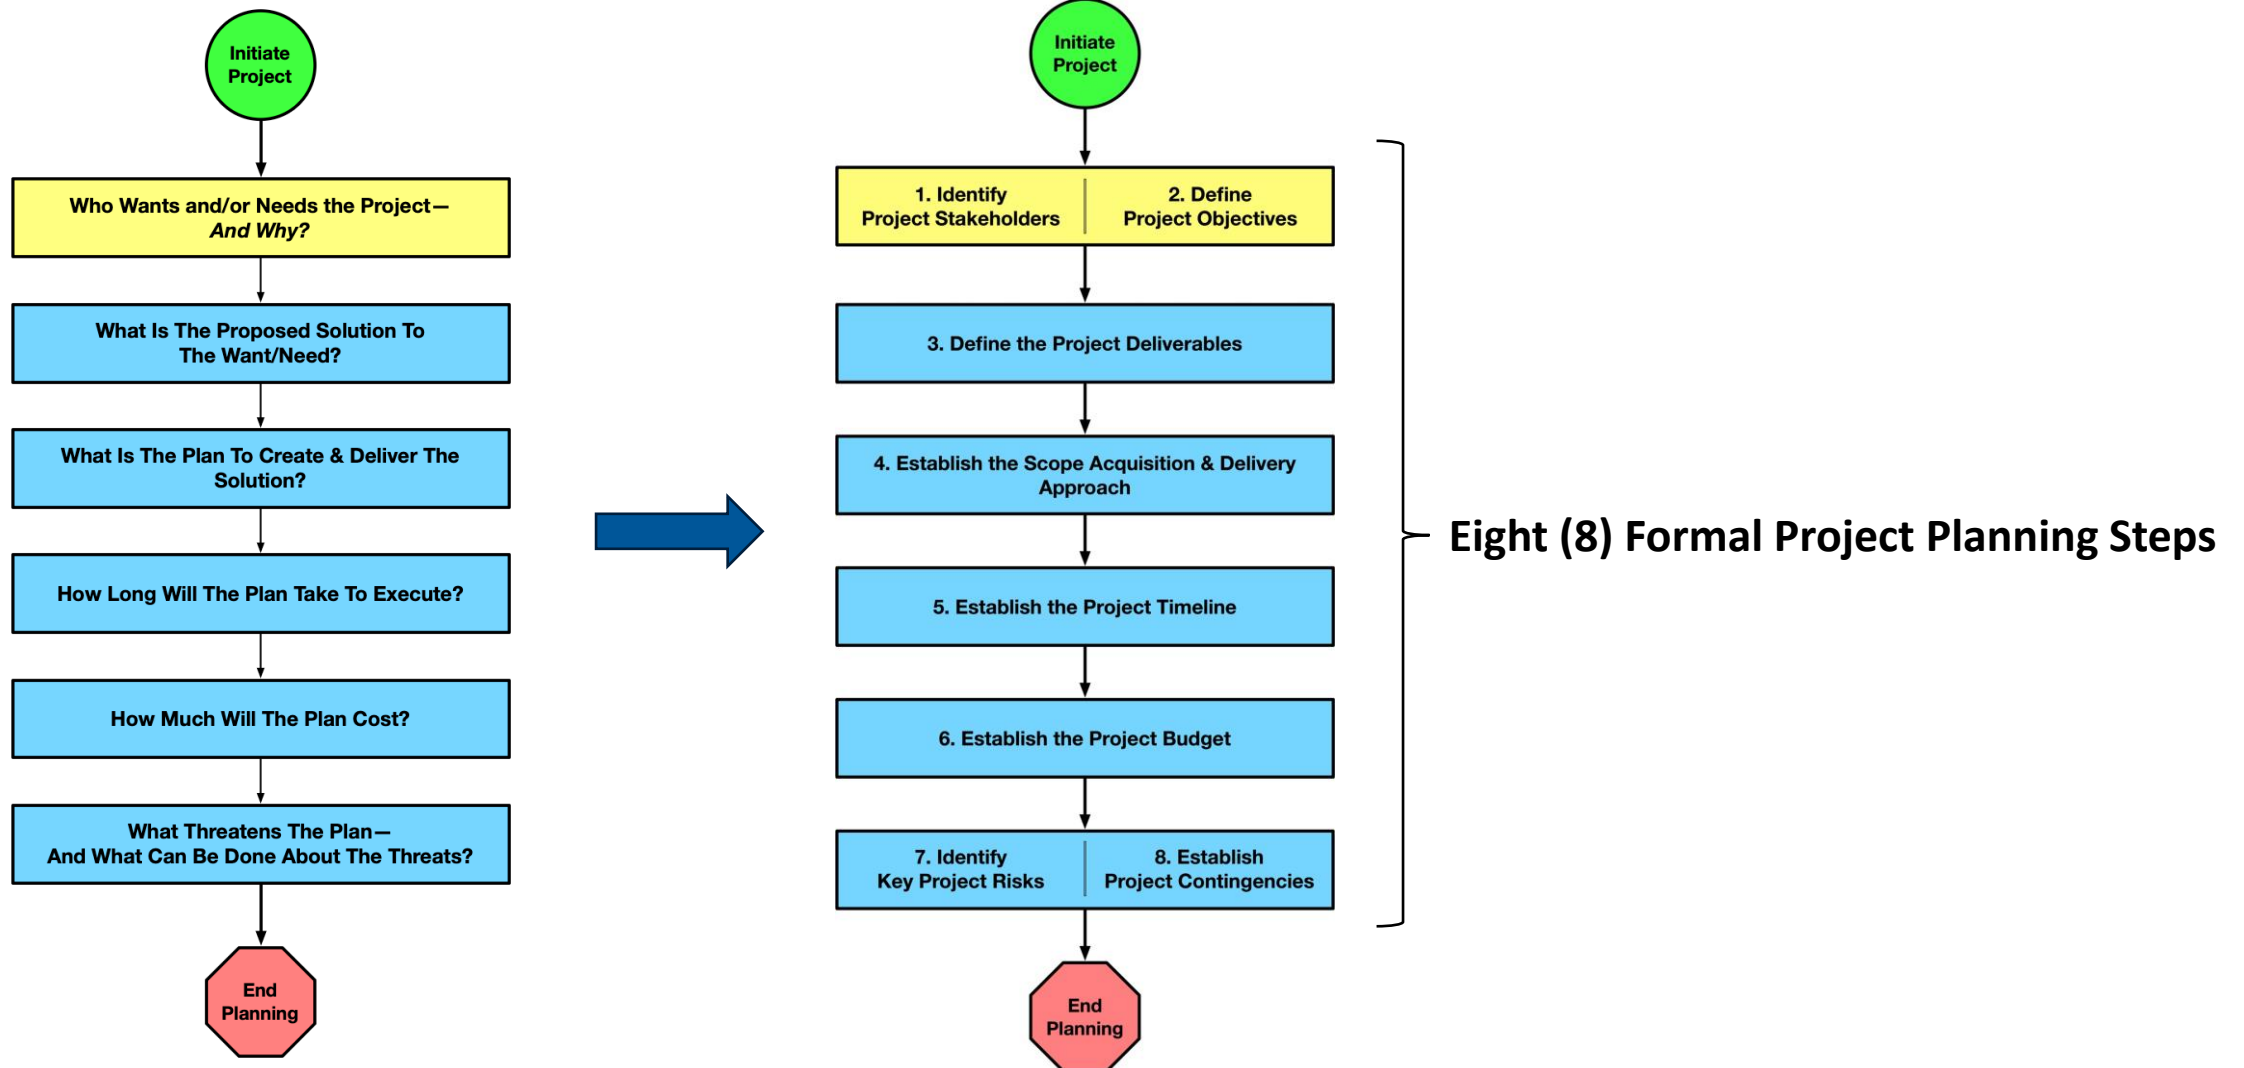 Initiate
Project
Who Wants and/or Needs the Project—
And Why?
What Is The Proposed Solution To
The Want/Need?
What Is The Plan To Create & Deliver The
Solution?
How Long Will The Plan Take To Execute?
How Much Will The Plan Cost?
What Threatens The Plan—
And What Can Be Done About The Threats?
End
Planning
Initiate
Project
1. Identify
Project Stakeholders
2. Define
Project Objectives
3. Define the Project Deliverables
4. Establish the Scope Acquisition & Delivery
Approach
5. Establish the Project Timeline
6. Establish the Project Budget
7. Identify
Key Project Risks
8. Establish
Project Contingencies
End
Planning
Eight (8) Formal Project Planning Steps